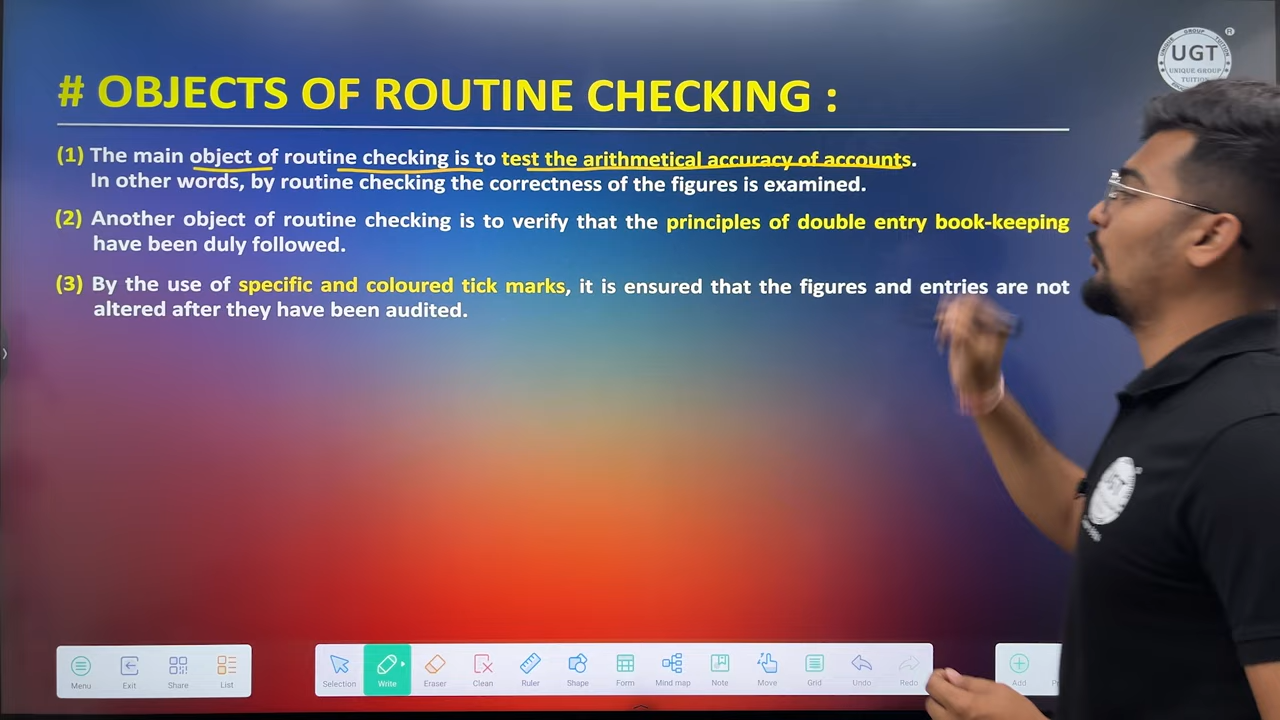 UGT
UNIQUE GROUP
TUITION
# OBJECTS OF ROUTINE CHECKING :
(1) The main object of routine checking is to test the arithmetical accuracy of accounts.
In other words, by routine checking the correctness of the figures is examined.
(2) Another object of routine checking is to verify that the principles of double entry book-keeping
have been duly followed.
(3) By the use of specific and coloured tick marks, it is ensured that the figures and entries are not
altered after they have been audited.
UGT
Menu Exit Share List Selection Write Eraser Clean Ruler Shape Form Mind map Note Move Grid Undo Redo Add